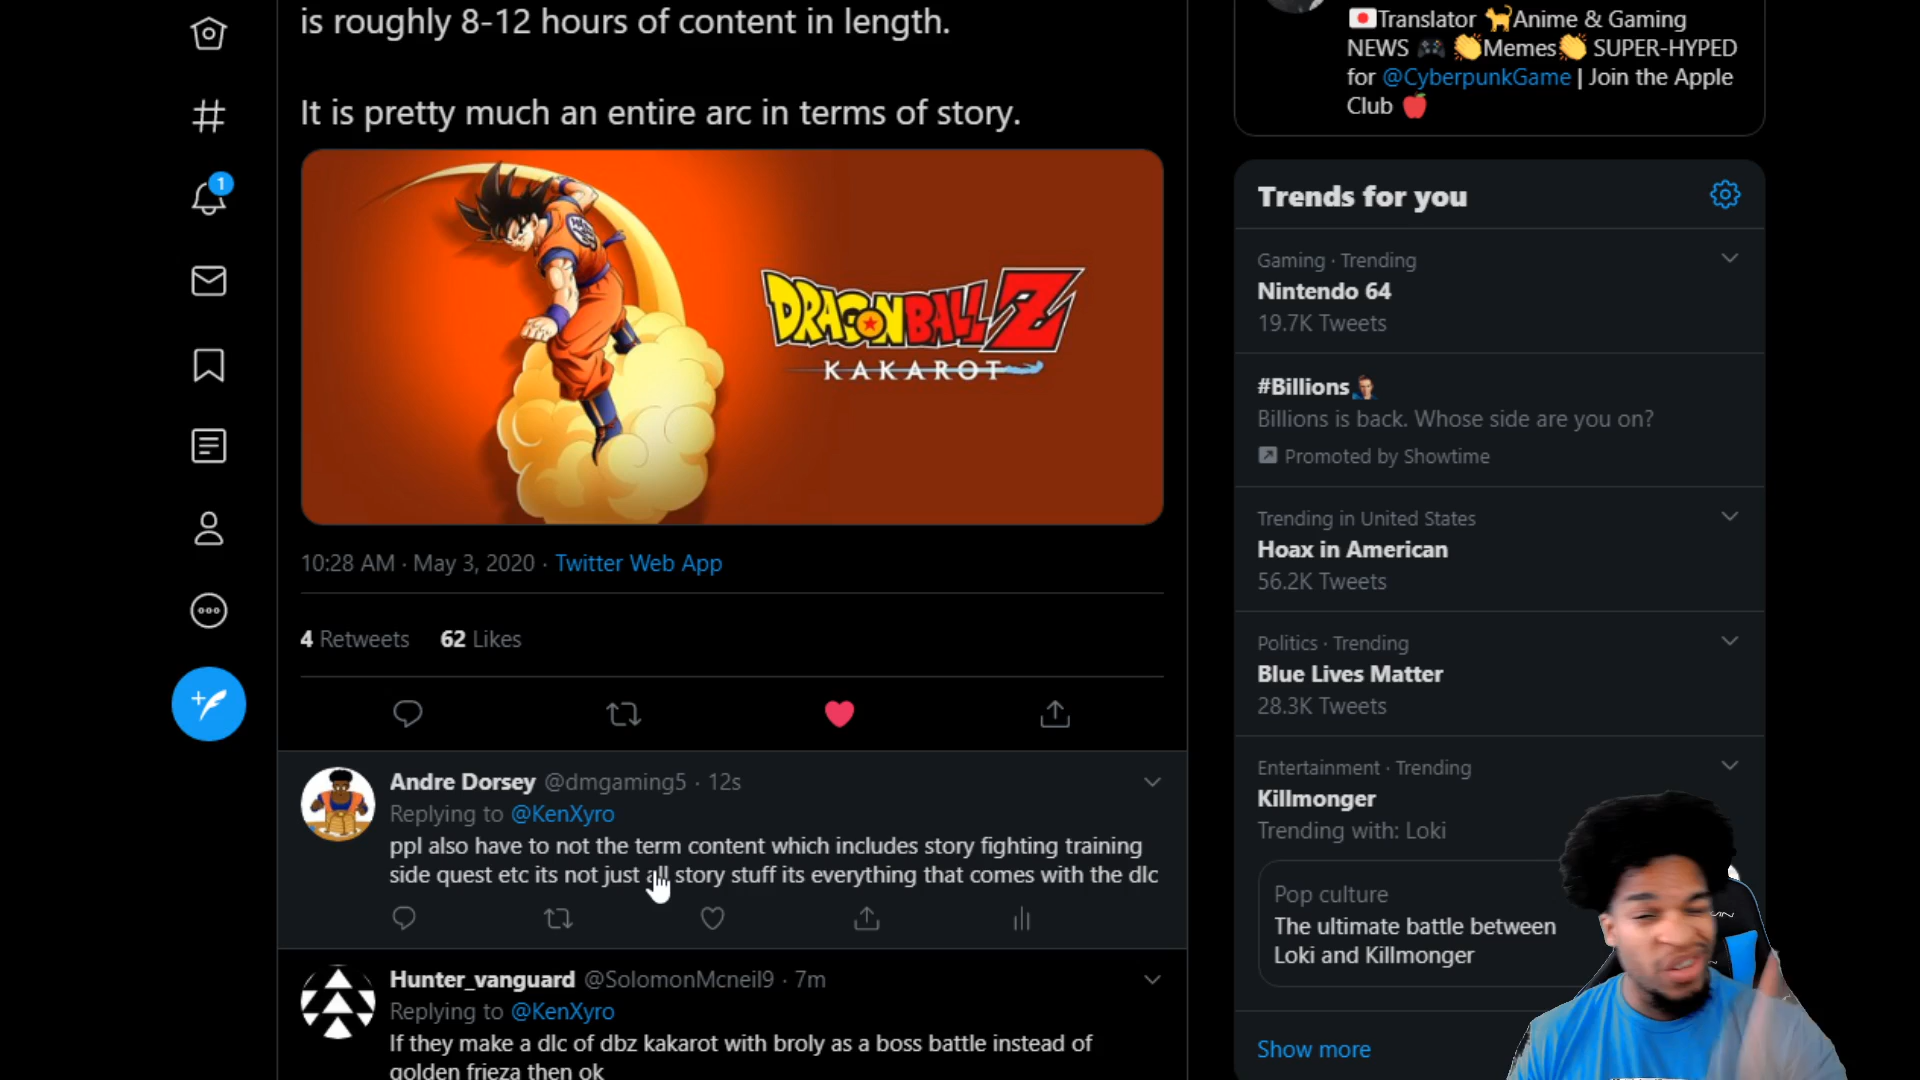 is roughly 8-12 hours of content in length.
It is pretty much an entire arc in terms of story.
DRAGONBALL Z
KAKAROT
10:28 AM · May 3, 2020 · Twitter Web App
4 Retweets 62 Likes
Andre Dorsey @dmgaming5 · 12s
Replying to @KenXyro
ppl also have to not the term content which includes story fighting training
side quest etc its not just all story stuff its everything that comes with the dlc
Hunter_vanguard @SolomonMcneil9 · 7m
Replying to @KenXyro
If they make a dlc of dbz kakarot with broly as a boss battle instead of
golden frieza then ok
1
Translator Anime & Gaming
NEWS Memes SUPER-HYPED
for @CyberpunkGame | Join the Apple
Club
Trends for you
Gaming · Trending
Nintendo 64
19.7K Tweets
#Billions
Billions is back. Whose side are you on?
Promoted by Showtime
Trending in United States
Hoax in American
56.2K Tweets
Politics · Trending
Blue Lives Matter
28.3K Tweets
Entertainment · Trending
Killmonger
Trending with: Loki
Pop culture
The ultimate battle between
Loki and Killmonger
Show more